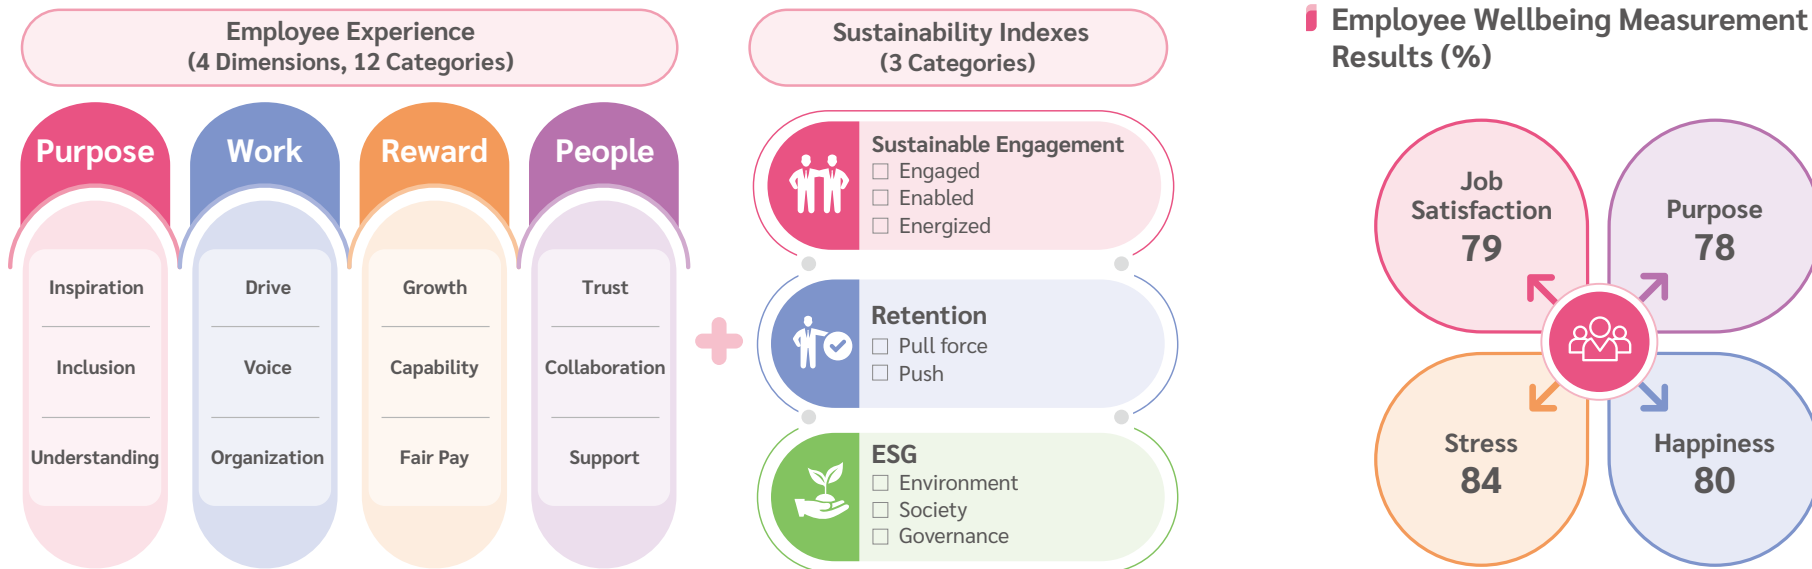 Employee Experience
(4 Dimensions, 12 Categories)
Purpose
Inspiration
Inclusion
Understanding
Work
Drive
Voice
Organization
Reward
Growth
Capability
Fair Pay
People
Trust
Collaboration
Support
Sustainability Indexes
(3 Categories)
Sustainable Engagement
Engaged
Enabled
Energized
Retention
Pull force
Push
ESG
Environment
Society
Governance
Employee Wellbeing Measurement
Results (%)
Job
Satisfaction
79
Purpose
78
Stress
84
Happiness
80